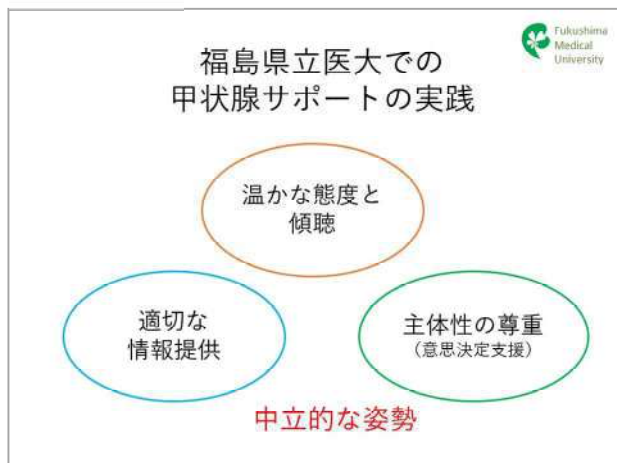 福島県立医大での
甲状腺サポートの実践
Fukushima
Medical
University
温かな態度と
傾聴
適切な
情報提供
主体性の尊重
（意思決定支援）
中立的な姿勢